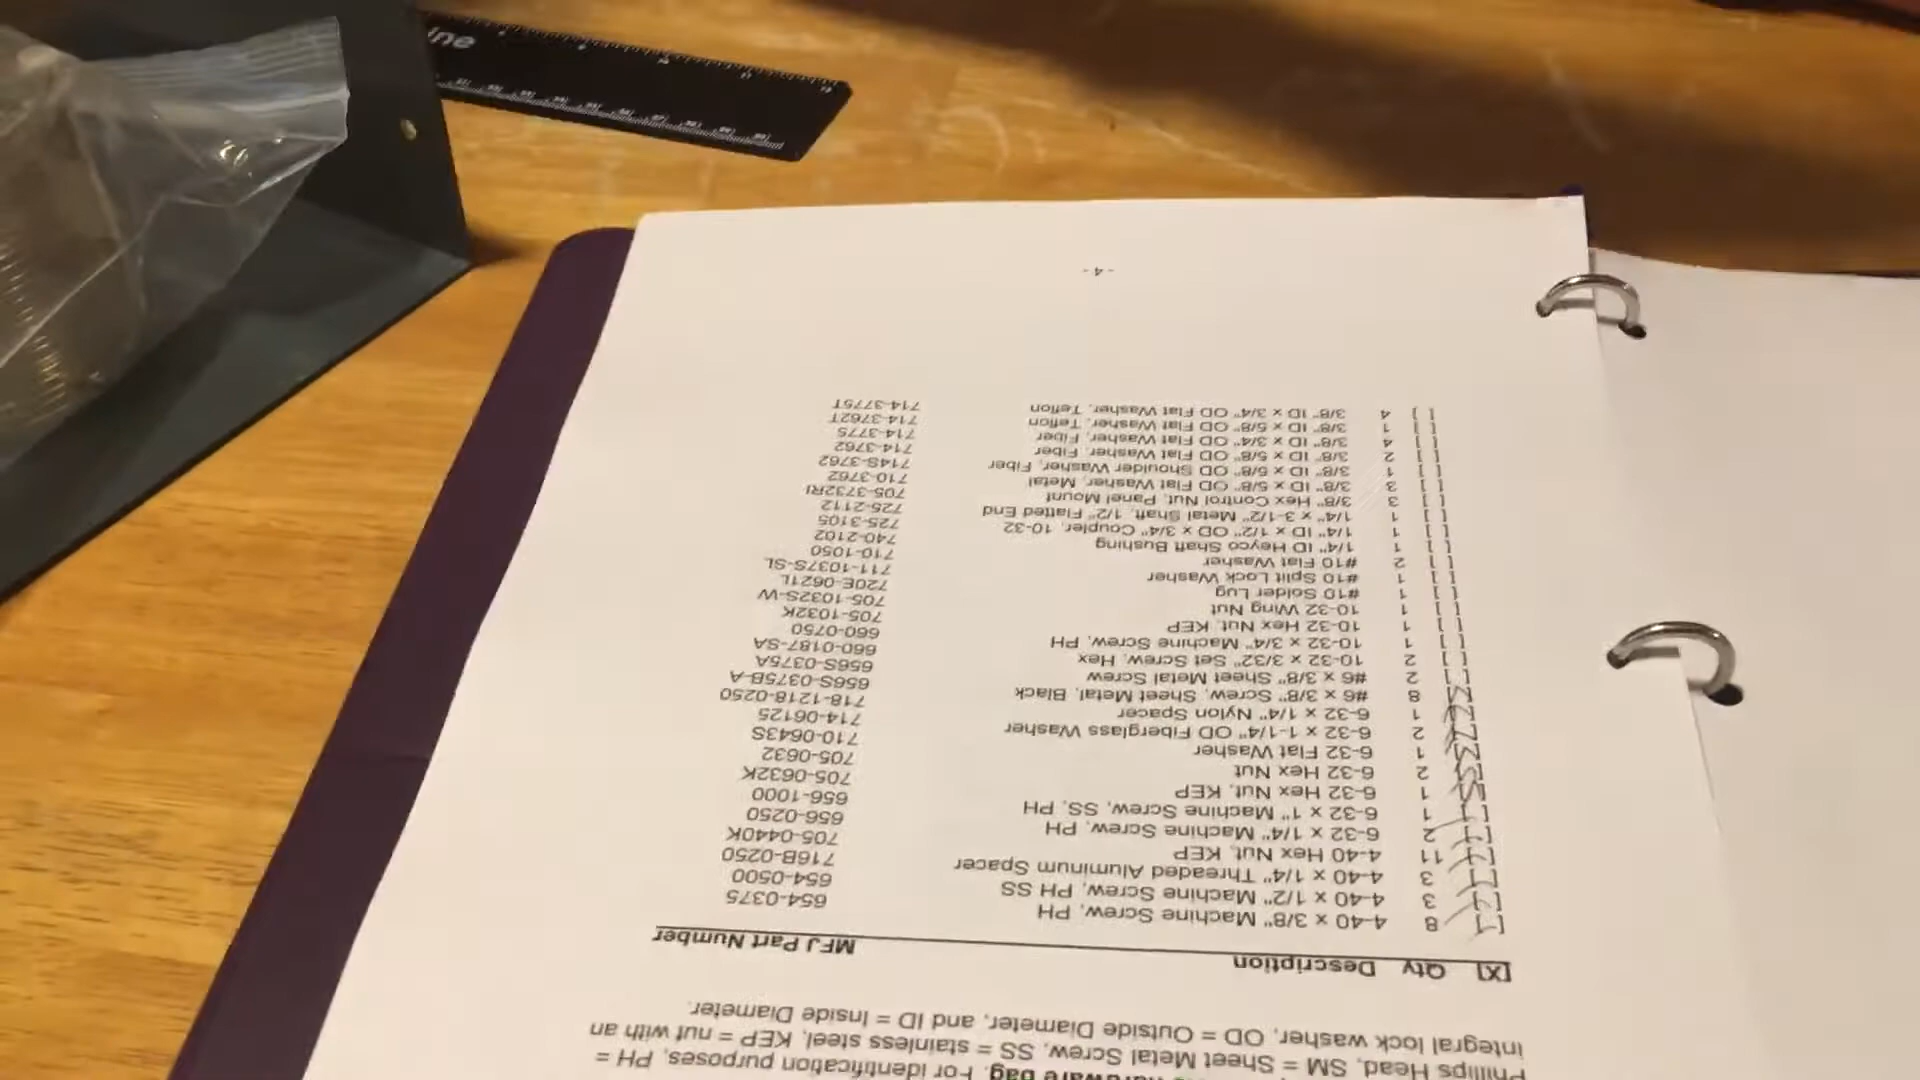 hardware bag. For identification purposes, PH =
Phillips Head, SM = Sheet Metal Screw, SS = stainless steel, KEP = nut with an
integral lock washer, OD = Outside Diameter, and ID = Inside Diameter.
[X] Qty Description MFJ Part Number
[ ] 8 4-40 x 3/8" Machine Screw, PH 654-0375
[ ] 3 4-40 x 1/2" Machine Screw, PH SS 654-0500
[ ] 3 4-40 x 1/4" Threaded Aluminum Spacer 716B-0250
[ ] 11 4-40 Hex Nut, KEP 705-0440K
[ ] 2 6-32 x 1/4" Machine Screw, PH 656-0250
[ ] 1 6-32 x 1" Machine Screw, SS, PH 656-1000
[ ] 1 6-32 Hex Nut, KEP 705-0632K
[ ] 2 6-32 Hex Nut 705-0632
[ ] 1 6-32 Flat Washer 710-0643S
[ ] 2 6-32 x 1-1/4" OD Fiberglass Washer 714-06125
[ ] 1 6-32 x 1/4" Nylon Spacer 718-1218-0250
[ ] 8 #6 x 3/8" Screw, Sheet Metal, Black 656S-0375B-A
[ ] 2 #6 x 3/8" Sheet Metal Screw 656S-0375A
[ ] 2 10-32 x 3/32" Set Screw, Hex 660-0187-SA
[ ] 1 10-32 x 3/4" Machine Screw, PH 660-0750
[ ] 1 10-32 Hex Nut, KEP 705-1032K
[ ] 1 10-32 Wing Nut 705-1032S-W
[ ] 1 #10 Solder Lug 720E-0621L
[ ] 1 #10 Split Lock Washer 711-1037S-SL
[ ] 2 #10 Flat Washer 710-1050
[ ] 1 1/4" ID Heyco Shaft Bushing 740-2102
[ ] 1 1/4" ID x 1/2" OD x 3/4" Coupler, 10-32 725-3105
[ ] 1 1/4" x 3-1/2" Metal Shaft, 1/2" Flatted End 725-2112
[ ] 3 3/8" Hex Control Nut, Panel Mount 705-3732RI
[ ] 3 3/8" ID x 5/8" OD Flat Washer, Metal 710-3762
[ ] 1 3/8" ID x 5/8" OD Shoulder Washer, Fiber 714S-3762
[ ] 2 3/8" ID x 5/8" OD Flat Washer, Fiber 714-3762
[ ] 4 3/8" ID x 3/4" OD Flat Washer, Fiber 714-3775
[ ] 1 3/8" ID x 5/8" OD Flat Washer, Teflon 714-3762T
[ ] 4 3/8" ID x 3/4" OD Flat Washer, Teflon 714-3775T
- 4 -